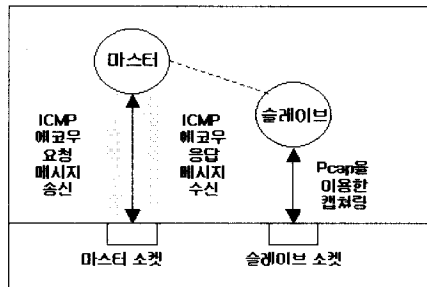 마스터
슬레이브
ICMP
에코우
요청
메시지
송신
ICMP
에코우
응답
메시지
수신
Pcap을
이용한
캡쳐링
마스터 소켓
슬레이브 소켓